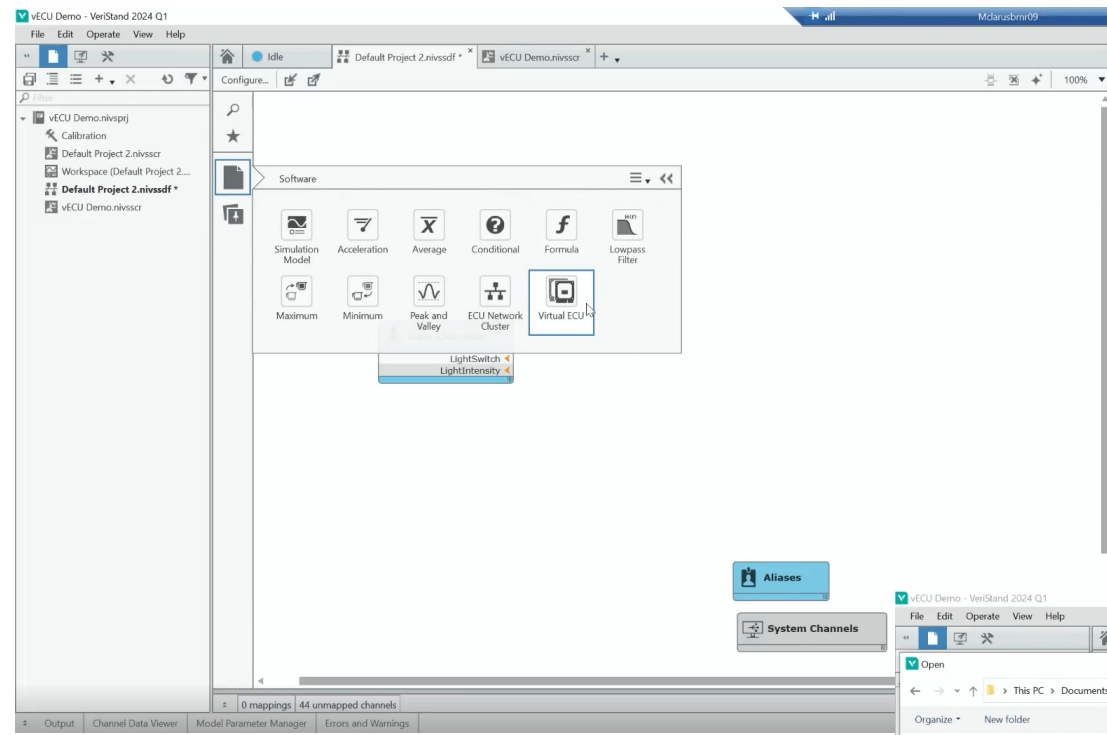 vECU Demo - VeriStand 2024 Q1
Mclarusbmr09
File Edit Operate View Help
Idle
Default Project 2.nivssdf *
vECU Demo.nivsscr
Configure...
100%
Filter
vECU Demo.nivsprj
Calibration
Default Project 2.nivsscr
Workspace (Default Project 2....
Default Project 2.nivssdf *
vECU Demo.nivsscr
Software
Simulation Model
Acceleration
Average
Conditional
Formula
Lowpass Filter
Maximum
Minimum
Peak and Valley
ECU Network Cluster
Virtual ECU
User Channels
LightSwitch
LightIntensity
Aliases
System Channels
vECU Demo - VeriStand 2024 Q1
File Edit Operate View Help
Open
This PC > Documents
Organize New folder
0 mappings 44 unmapped channels
Output Channel Data Viewer Model Parameter Manager Errors and Warnings